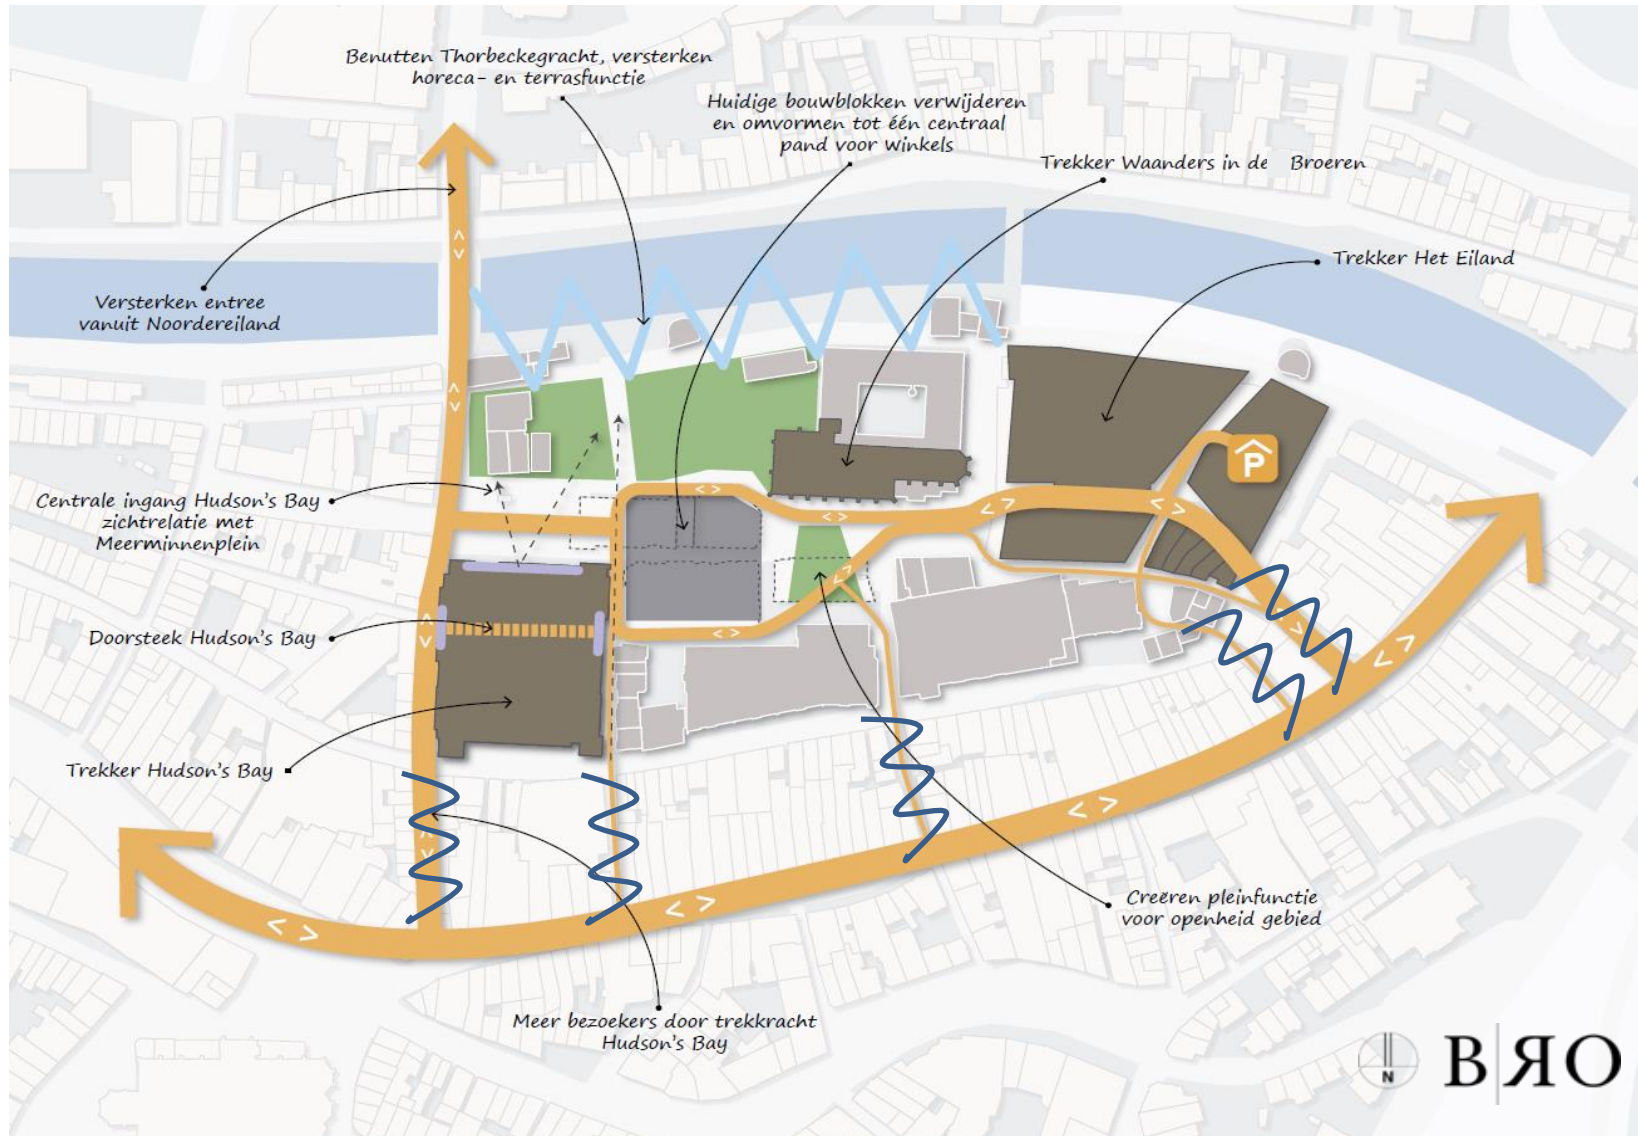 Benutten Thorbeckegracht, versterken
horeca- en terrasfunctie
Huidige bouwblokken verwijderen
en omvormen tot één centraal
pand voor winkels
Trekker Waanders in de Broeren
Trekker Het Eiland
Versterken entree
vanuit Noordereiland
P
Centrale ingang Hudson's Bay
zichtrelatie met
Meerminnenplein
Doorsteek Hudson's Bay
Trekker Hudson's Bay
Creëren pleinfunctie
voor openheid gebied
Meer bezoekers door trekkracht
Hudson's Bay
N
B|ЯO